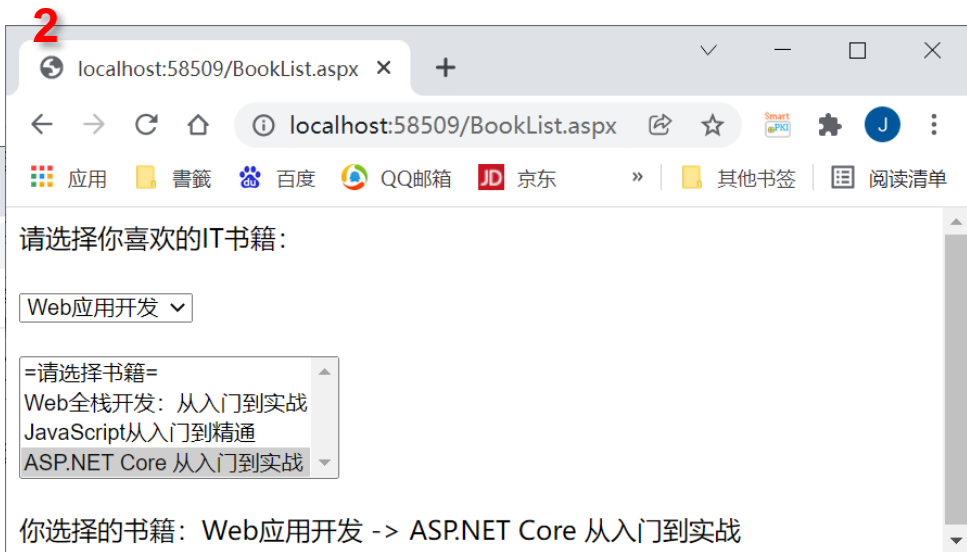 2
localhost:58509/BookList.aspx
localhost:58509/BookList.aspx Smart PKI J
应用 書籤 百度 QQ邮箱 JD 京东 » 其他书签 阅读清单
请选择你喜欢的IT书籍：
Web应用开发
=请选择书籍=
Web全栈开发：从入门到实战
JavaScript从入门到精通
ASP.NET Core 从入门到实战
你选择的书籍：Web应用开发 -> ASP.NET Core 从入门到实战